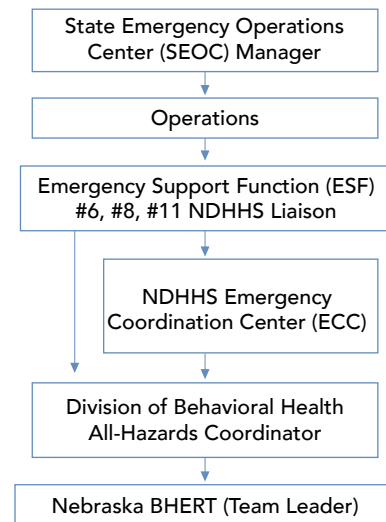 State Emergency Operations
Center (SEOC) Manager
Operations
Emergency Support Function (ESF)
#6, #8, #11 NDHHS Liaison
NDHHS Emergency
Coordination Center (ECC)
Division of Behavioral Health
All-Hazards Coordinator
Nebraska BHERT (Team Leader)